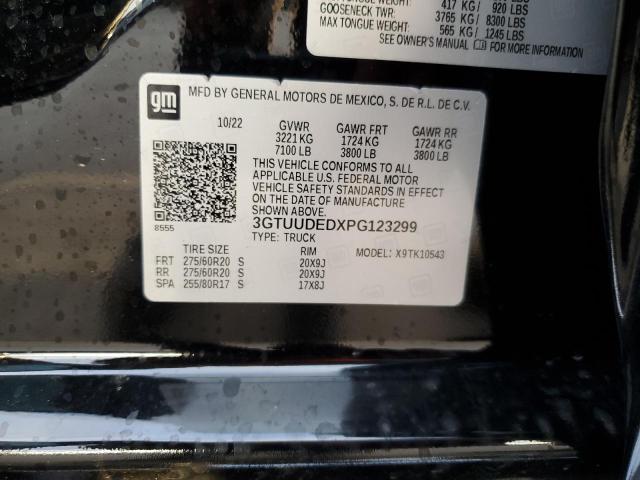 417 KG/ 920 LBS
GOOSENECK TWR: 3765 KG/ 8300 LBS
MAX TONGUE WEIGHT: 565 KG/ 1245 LBS
SEE OWNER'S MANUAL FOR MORE INFORMATION
gm
MFD BY GENERAL MOTORS DE MEXICO, S. DE R.L. DE C.V.
10/22 GVWR GAWR FRT GAWR RR
3221 KG 1724 KG 1724 KG
7100 LB 3800 LB 3800 LB
THIS VEHICLE CONFORMS TO ALL
APPLICABLE U.S. FEDERAL MOTOR
VEHICLE SAFETY STANDARDS IN EFFECT
ON THE DATE OF MANUFACTURE
SHOWN ABOVE.
8555 3GTUUDEDXPG123299
TYPE: TRUCK
TIRE SIZE RIM MODEL: X9TK10543
FRT 275/60R20 S 20X9J
RR 275/60R20 S 20X9J
SPA 255/80R17 S 17X8J